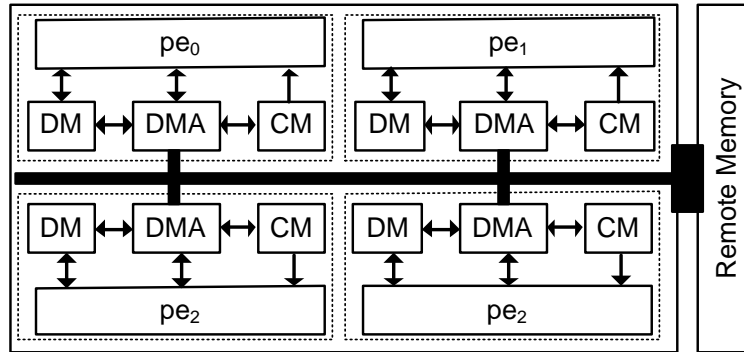 pe₀
pe₁
DM DMA CM
DM DMA CM
DM DMA CM
DM DMA CM
pe₂
pe₂
Remote Memory